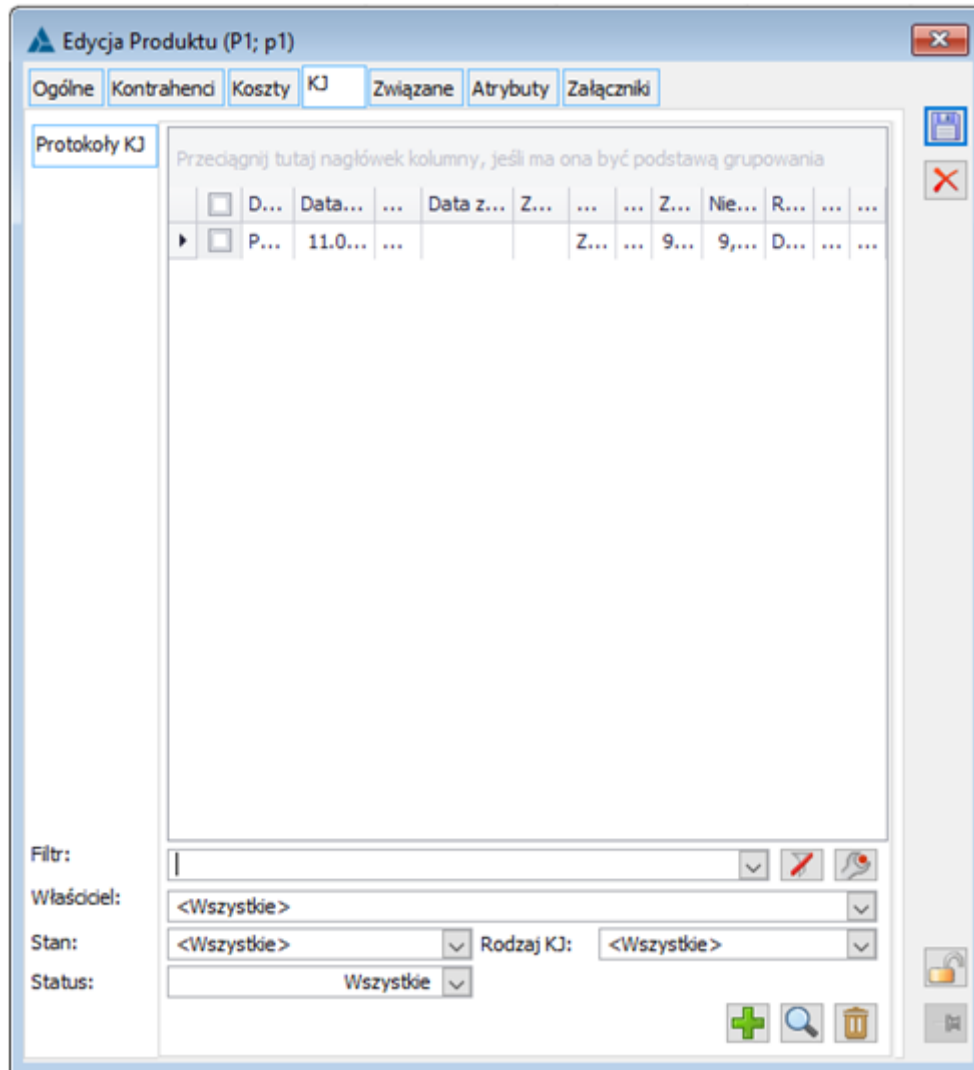 Edycja Produktu (P1; p1)
Ogólne Kontrahenci Koszty KJ Związane Atrybuty Załączniki
Protokoły KJ
Przeciągnij tutaj nagłówek kolumny, jeśli ma ona być podstawą grupowania
D... Data... ... Data z... Z... ... ... Z... Nie... R... ... ...
P... 11.0... ... Z... ... 9... 9,... D... ... ...
Filtr:
Właściciel: <Wszystkie>
Stan: <Wszystkie> Rodzaj KJ: <Wszystkie>
Status: Wszystkie